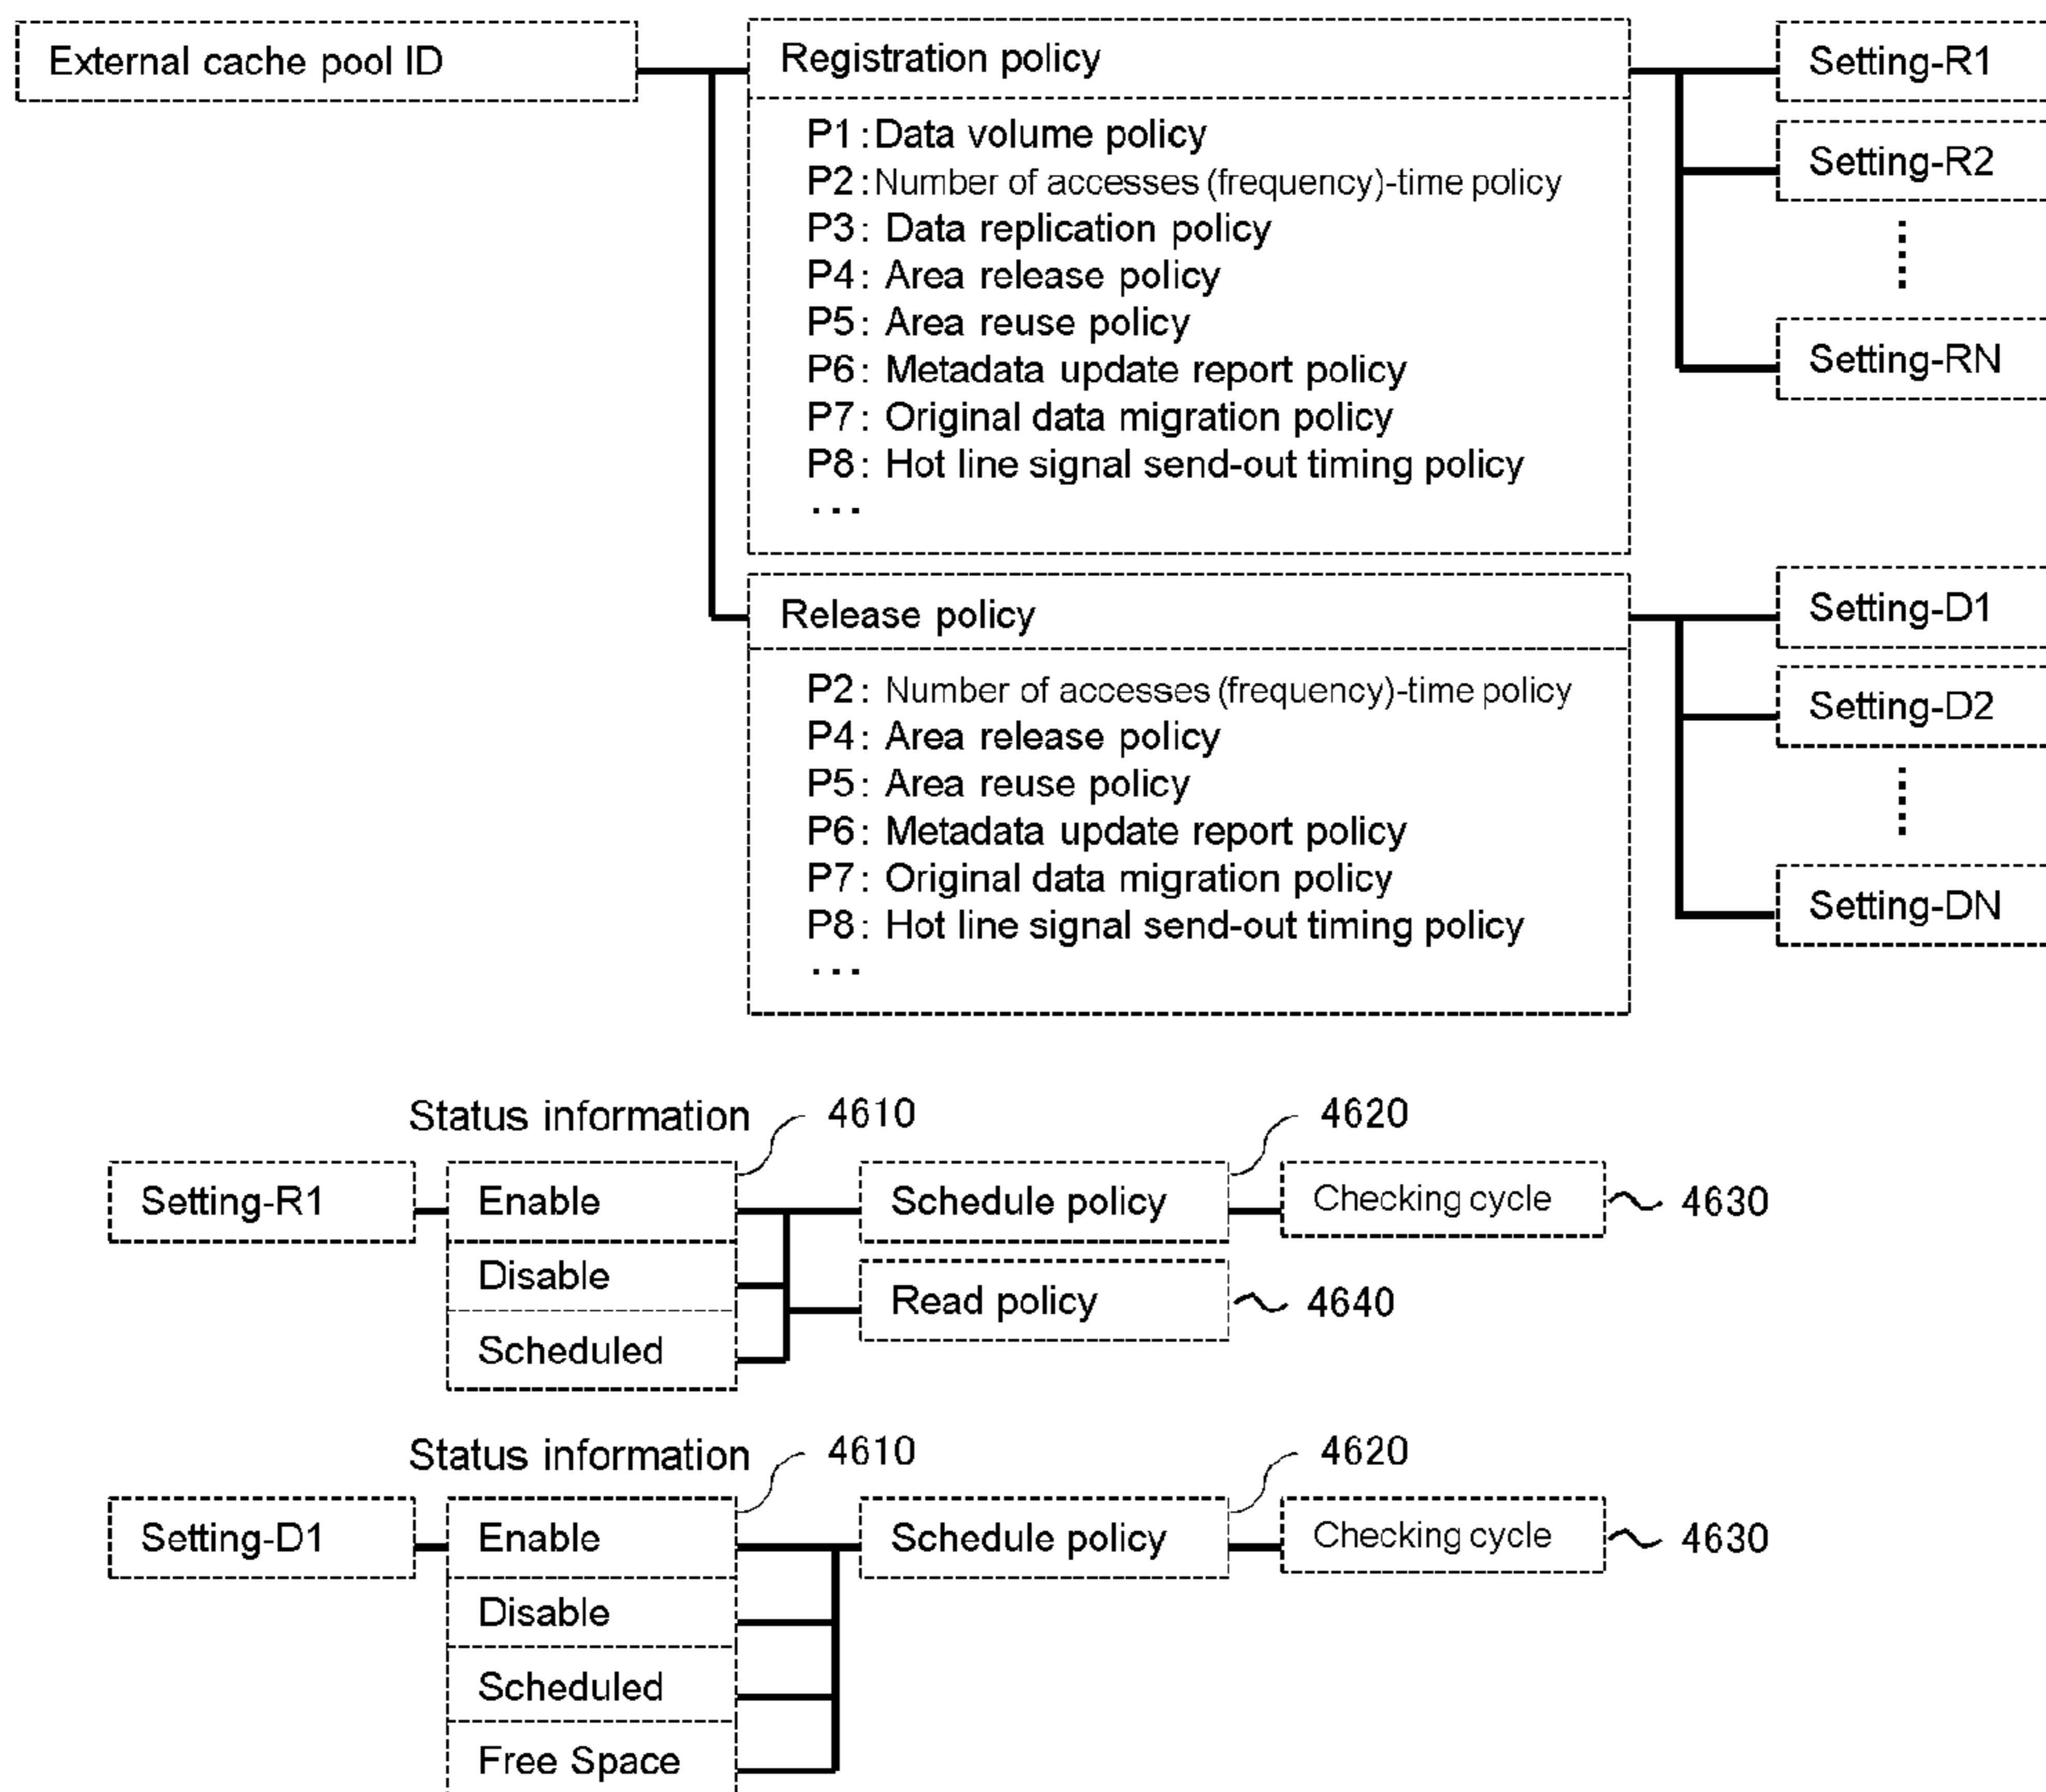 External cache pool ID
Registration policy
P1:Data volume policy
P2:Number of accesses (frequency)-time policy
P3: Data replication policy
P4: Area release policy
P5: Area reuse policy
P6: Metadata update report policy
P7: Original data migration policy
P8: Hot line signal send-out timing policy
...
Setting-R1
Setting-R2
Setting-RN
Release policy
P2: Number of accesses (frequency)-time policy
P4: Area release policy
P5: Area reuse policy
P6: Metadata update report policy
P7: Original data migration policy
P8: Hot line signal send-out timing policy
...
Setting-D1
Setting-D2
Setting-DN
Status information
4610
4620
Setting-R1
Enable
Schedule policy
Checking cycle
4630
Disable
Read policy
4640
Scheduled
Status information
4610
4620
Setting-D1
Enable
Schedule policy
Checking cycle
4630
Disable
Scheduled
Free Space